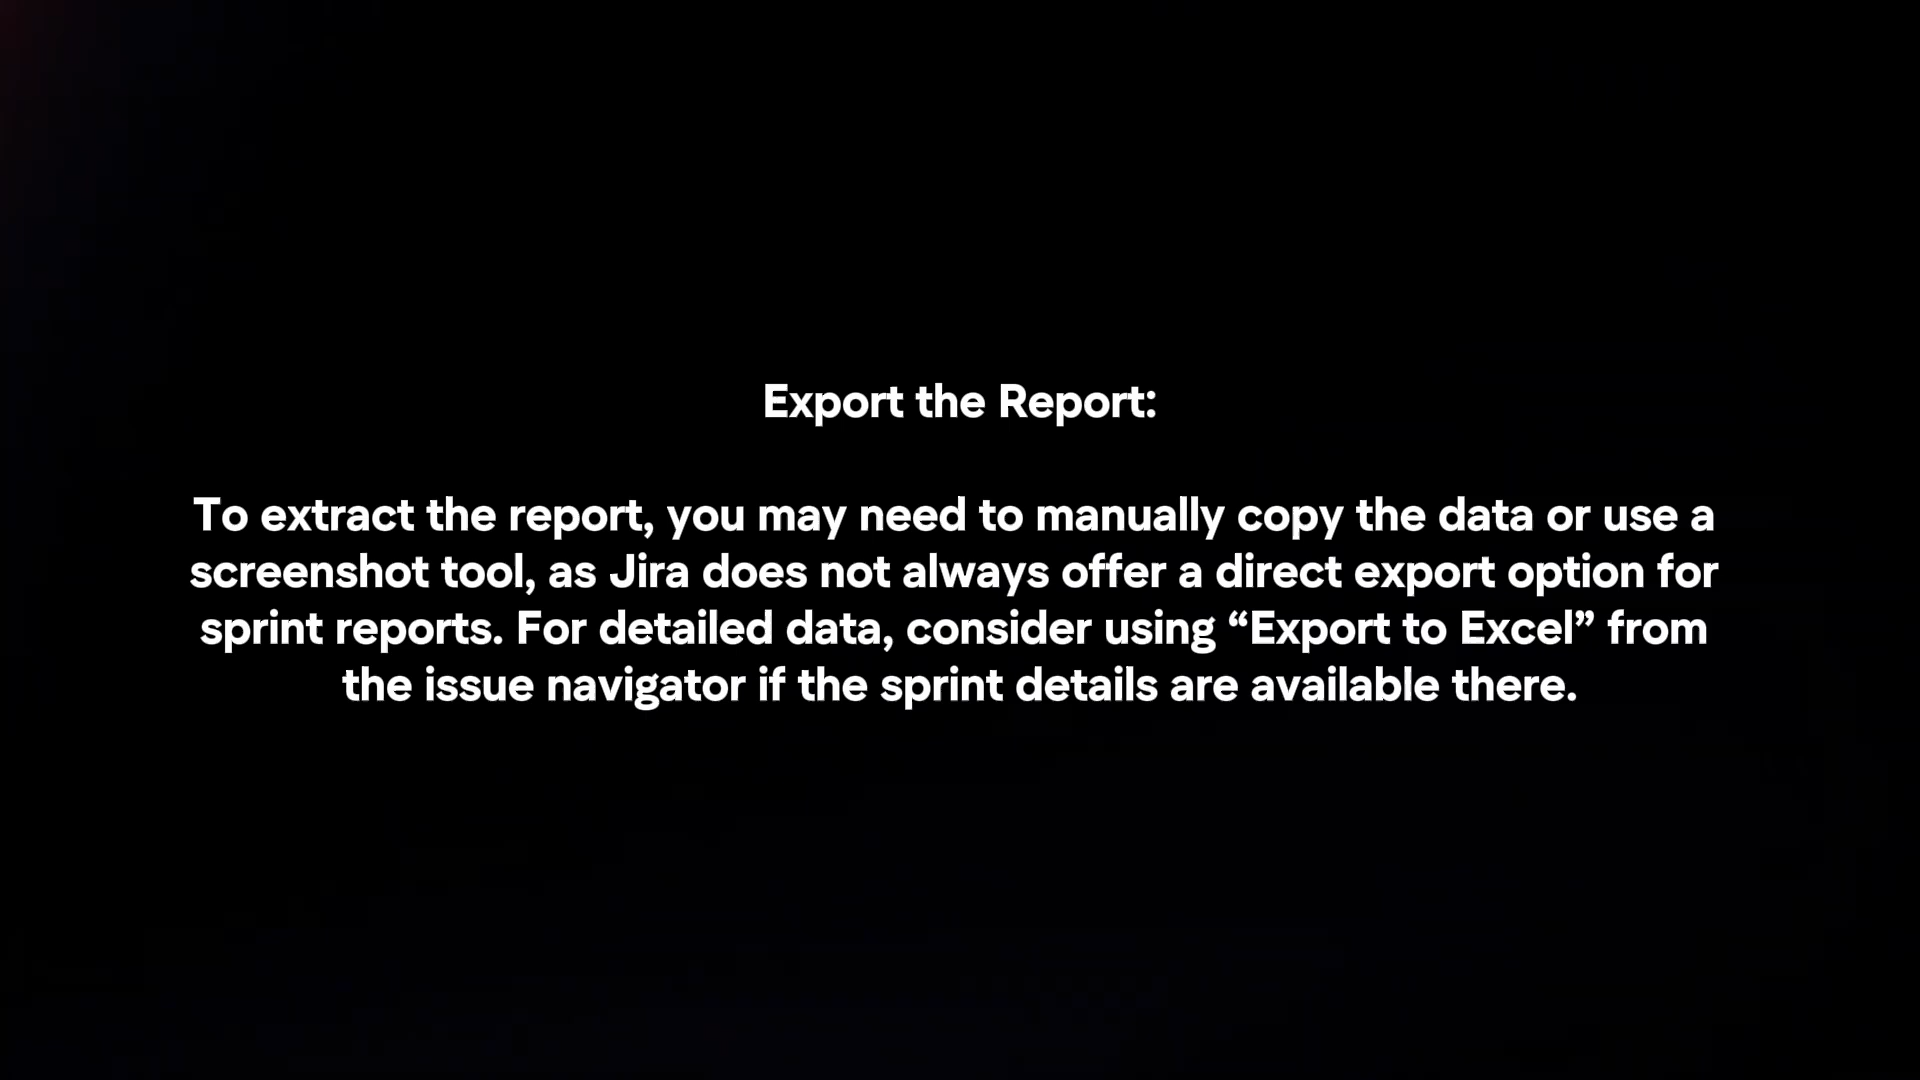 Export the Report:
To extract the report, you may need to manually copy the data or use a
screenshot tool, as Jira does not always offer a direct export option for
sprint reports. For detailed data, consider using “Export to Excel” from
the issue navigator if the sprint details are available there.